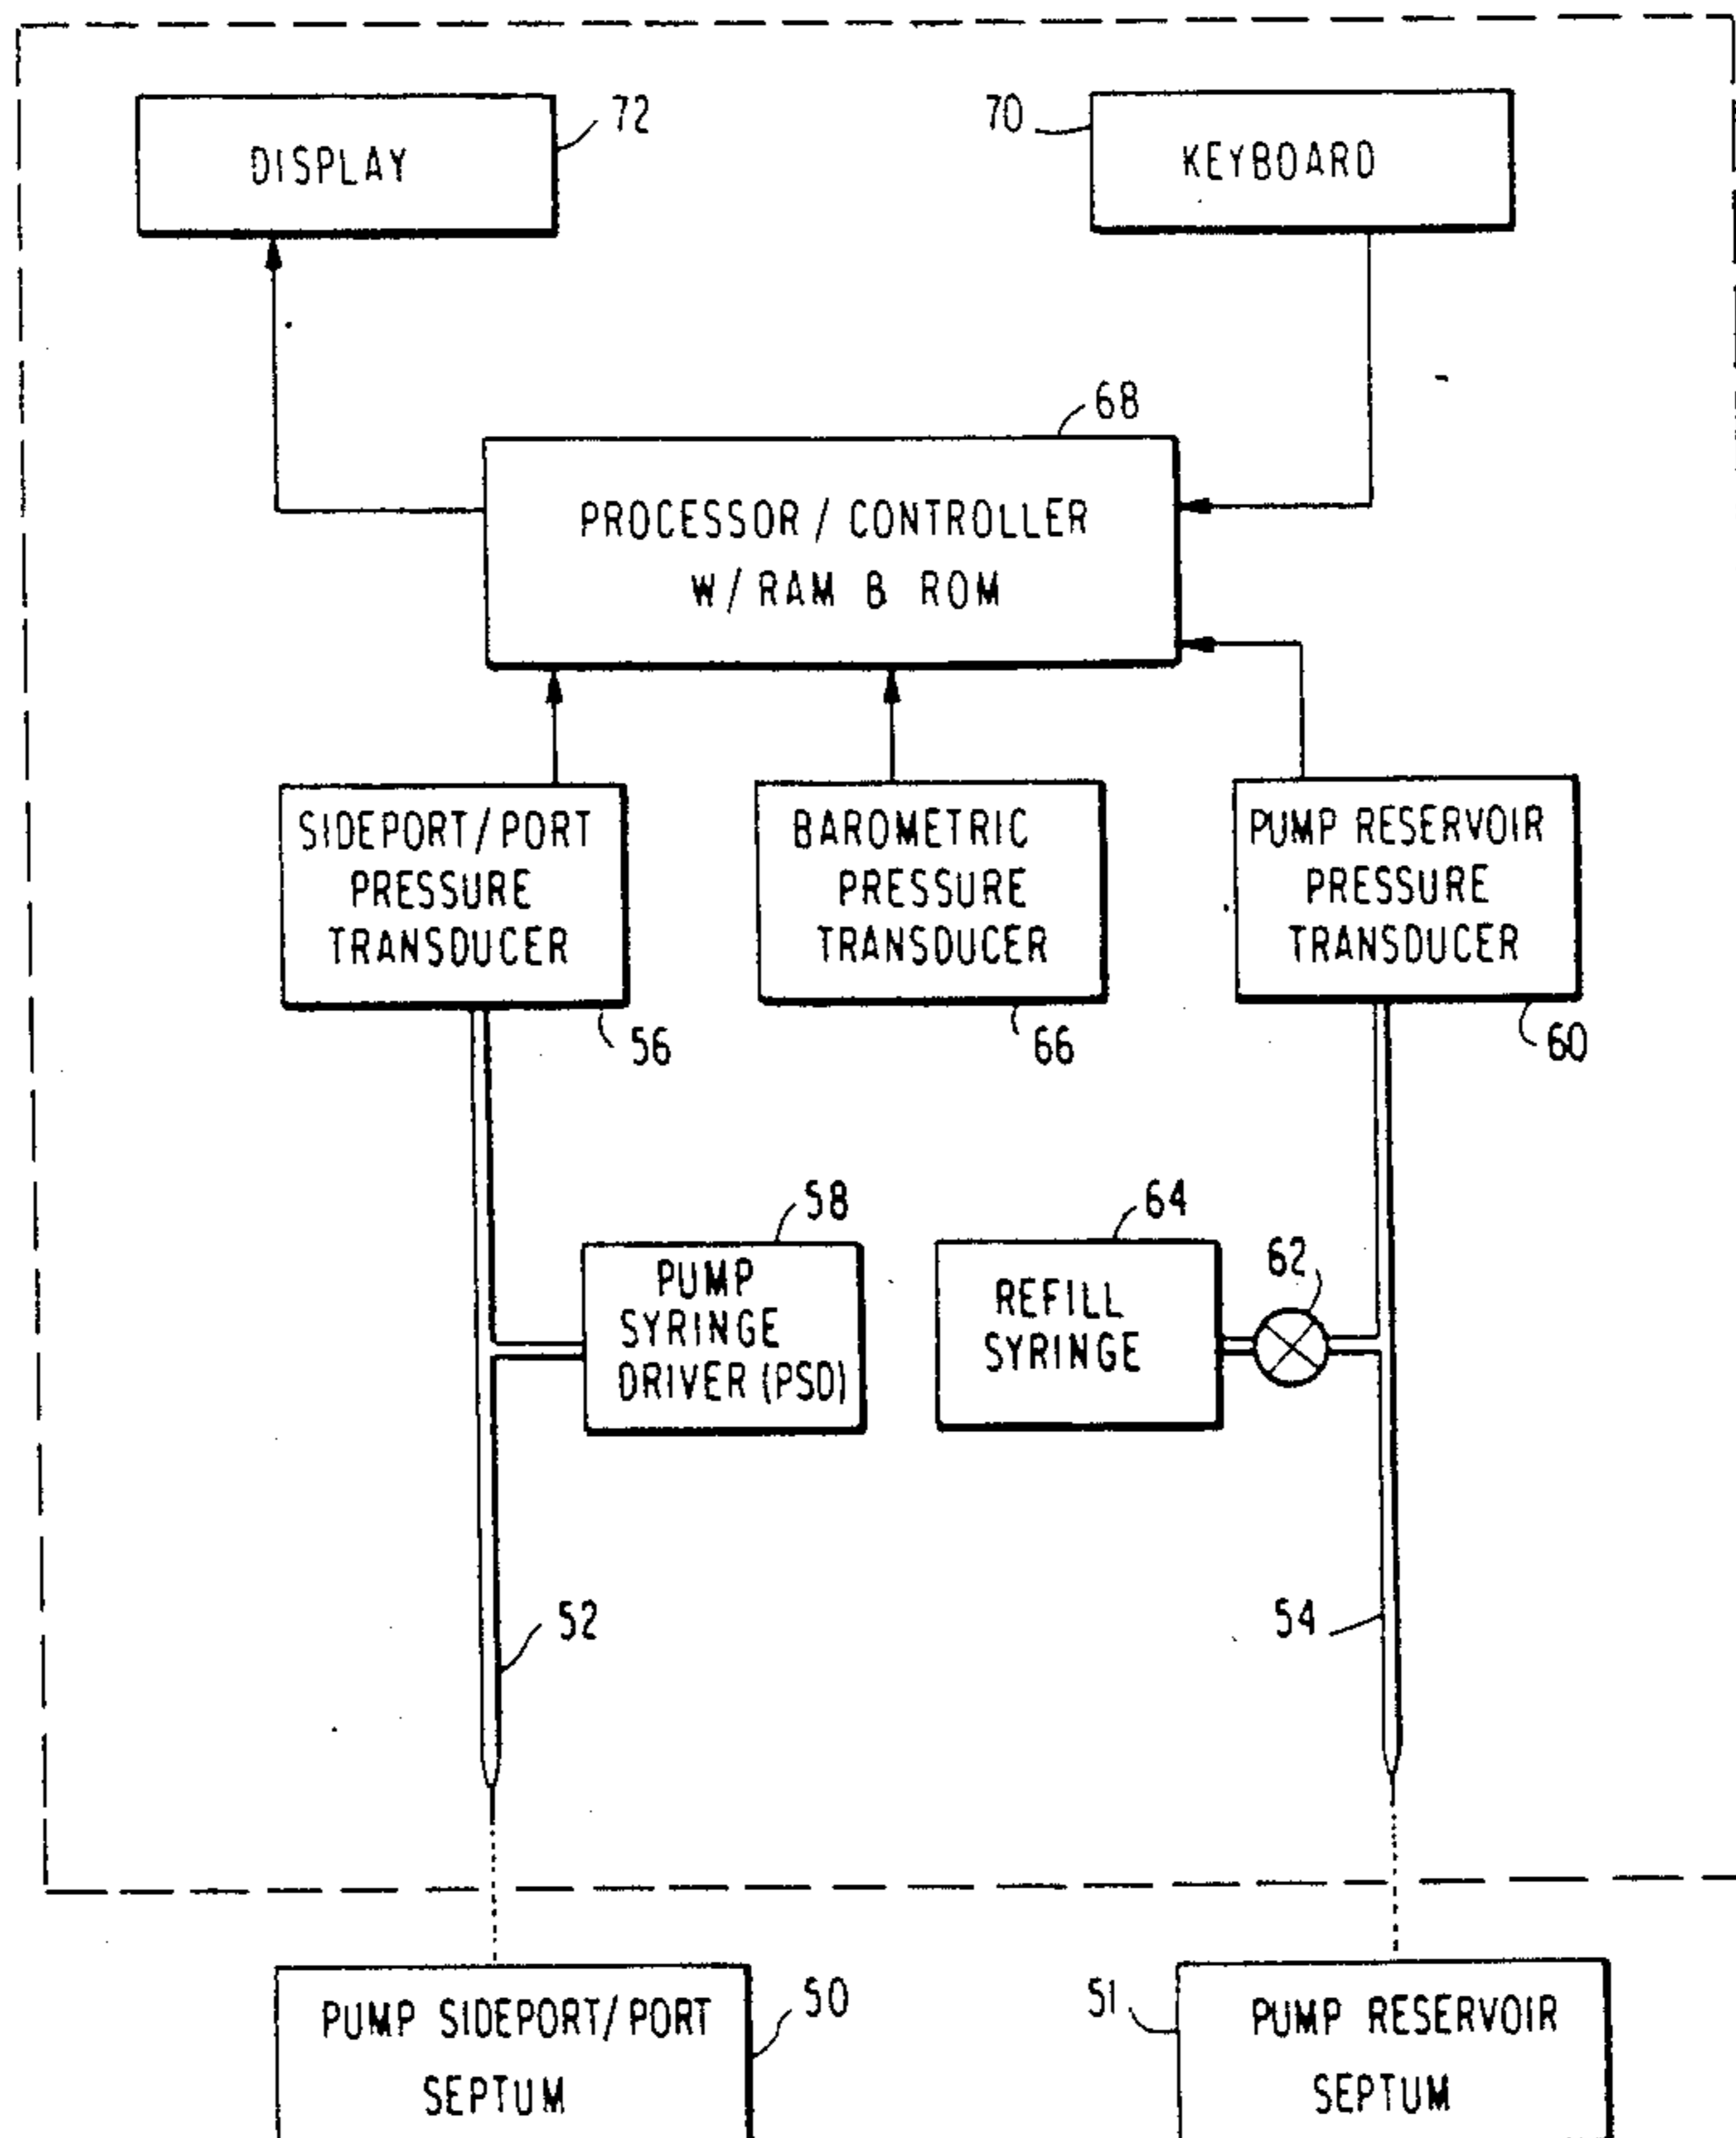 72
DISPLAY
70
KEYBOARD
68
PROCESSOR / CONTROLLER
W/ RAM & ROM
SIDEPORT/PORT
PRESSURE
TRANSDUCER
56
BAROMETRIC
PRESSURE
TRANSDUCER
66
PUMP RESERVOIR
PRESSURE
TRANSDUCER
60
58
PUMP
SYRINGE
DRIVER (PSD)
64
REFILL
SYRINGE
62
52
54
PUMP SIDEPORT/PORT
SEPTUM
50
51
PUMP RESERVOIR
SEPTUM